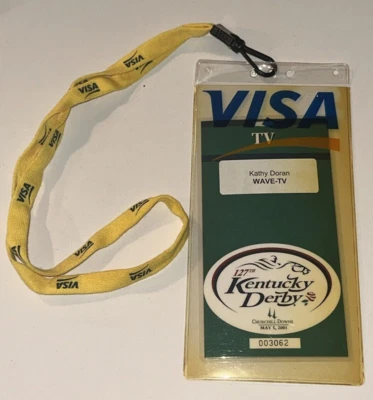 VISA
TV
Kathy Doran
WAVE-TV
127TH
Kentucky
Derby
CHURCHILL DOWNS
MAY 5, 2001
003062
VISA
VISA
VISA
VISA
VISA
VISA
VISA
VISA